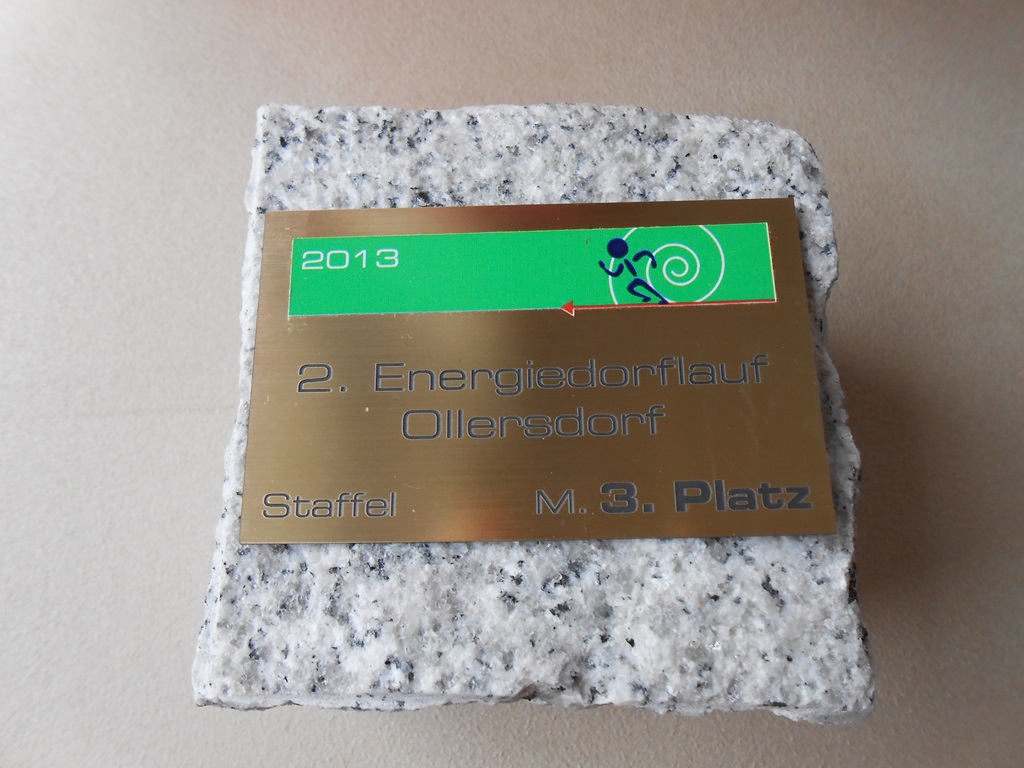 2013
2. Energiedorflauf
Ollersdorf
Staffel M. 3. Platz